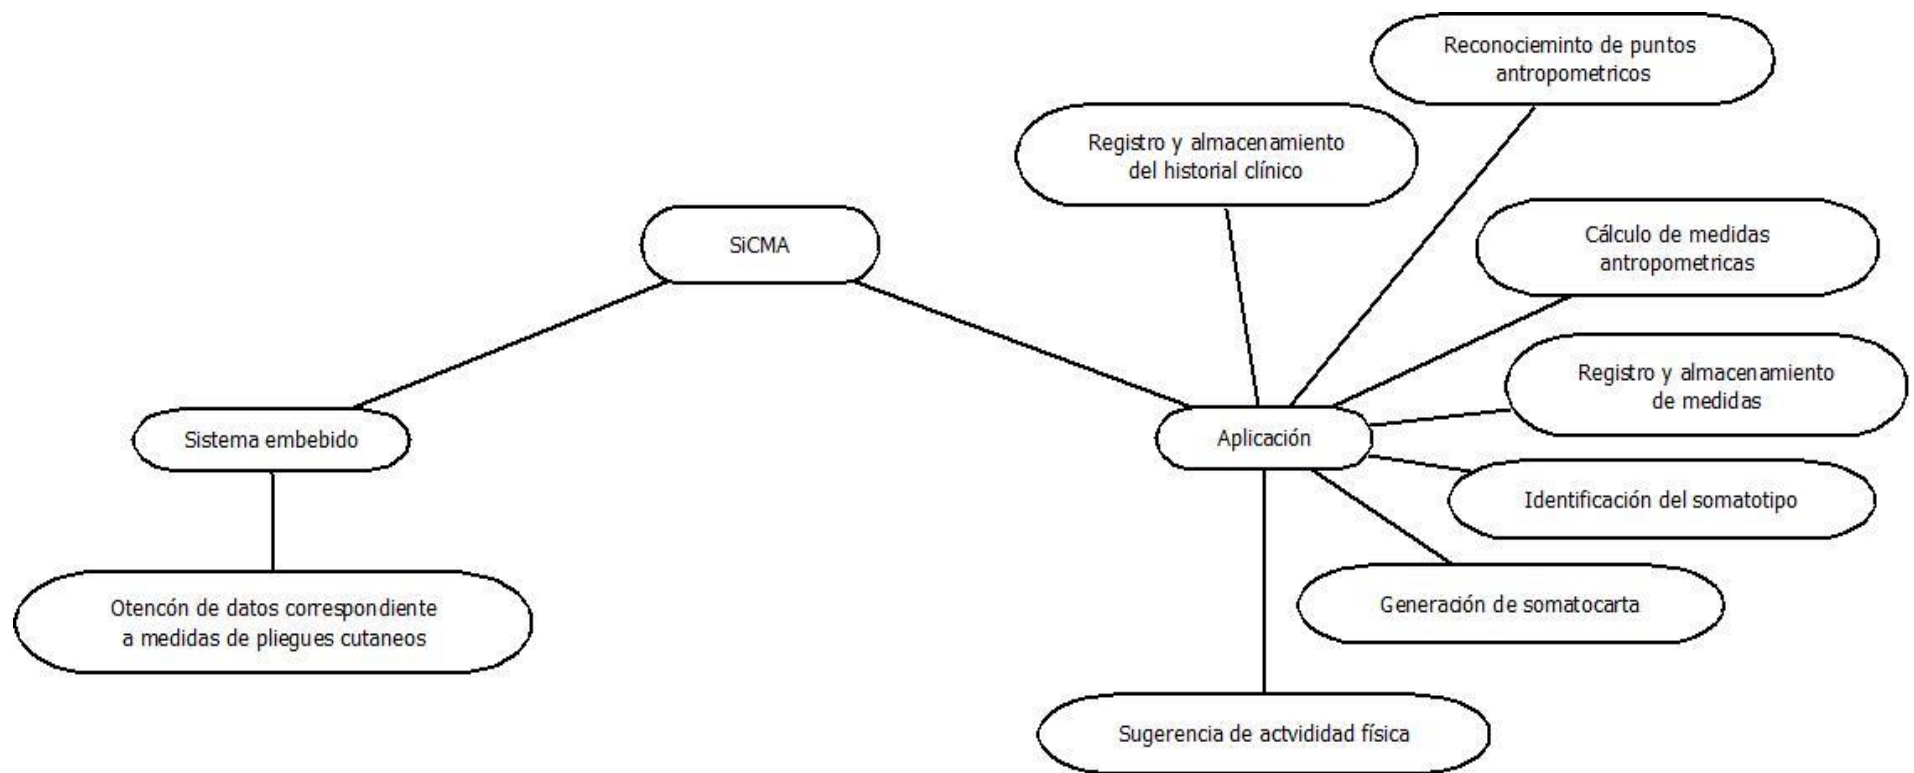 Reconocieminto de puntos
antropometricos
Registro y almacenamiento
del historial clínico
SiCMA
Cálculo de medidas
antropometricas
Registro y almacenamiento
de medidas
Sistema embebido
Aplicación
Identificación del somatotipo
Otencón de datos correspondiente
a medidas de pliegues cutaneos
Generación de somatocarta
Sugerencia de actvididad física